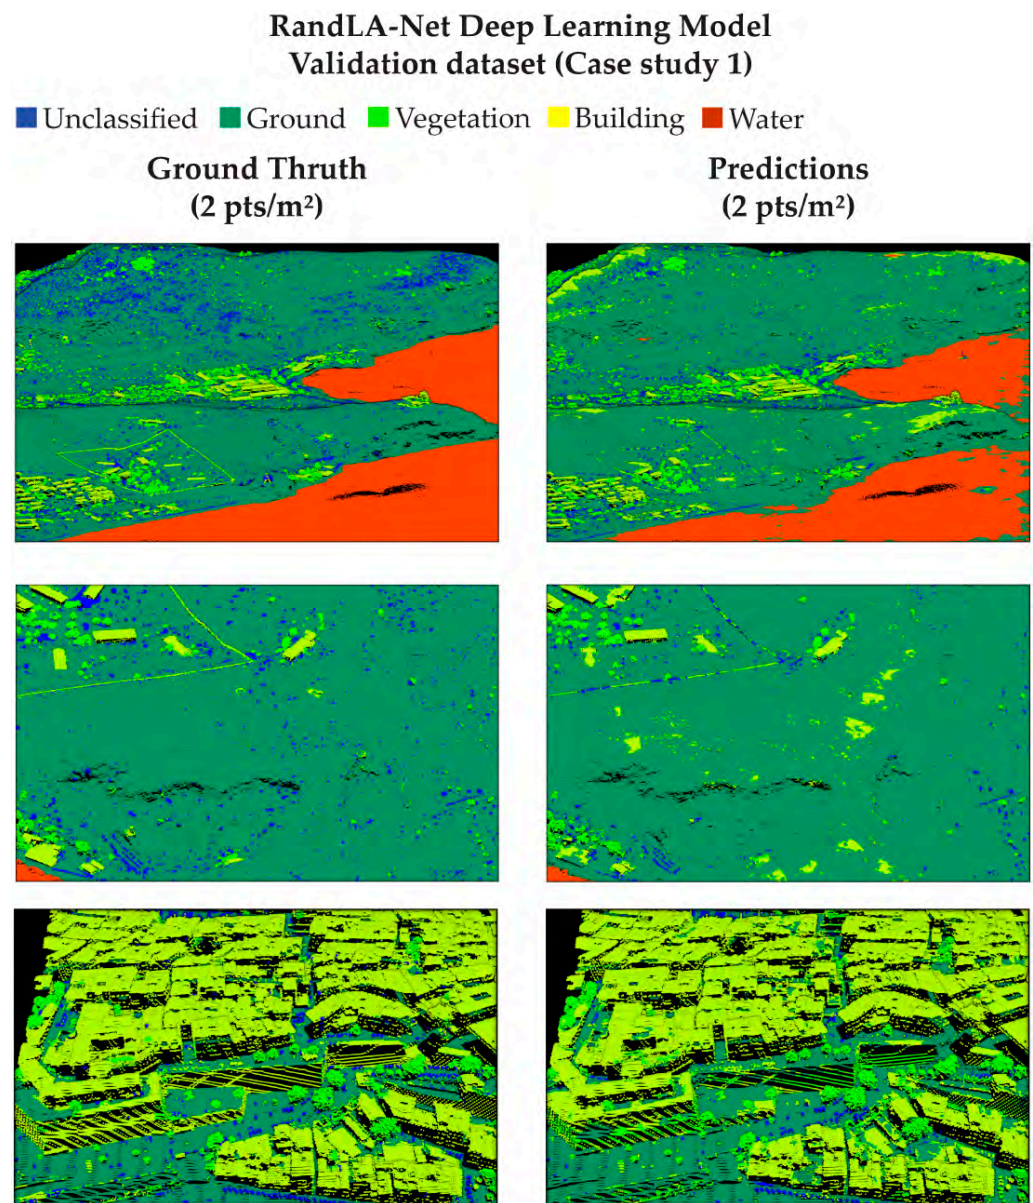 RandLA-Net Deep Learning Model
Validation dataset (Case study 1)
Unclassified Ground Vegetation Building Water
Ground Thruth
(2 pts/m²)
Predictions
(2 pts/m²)